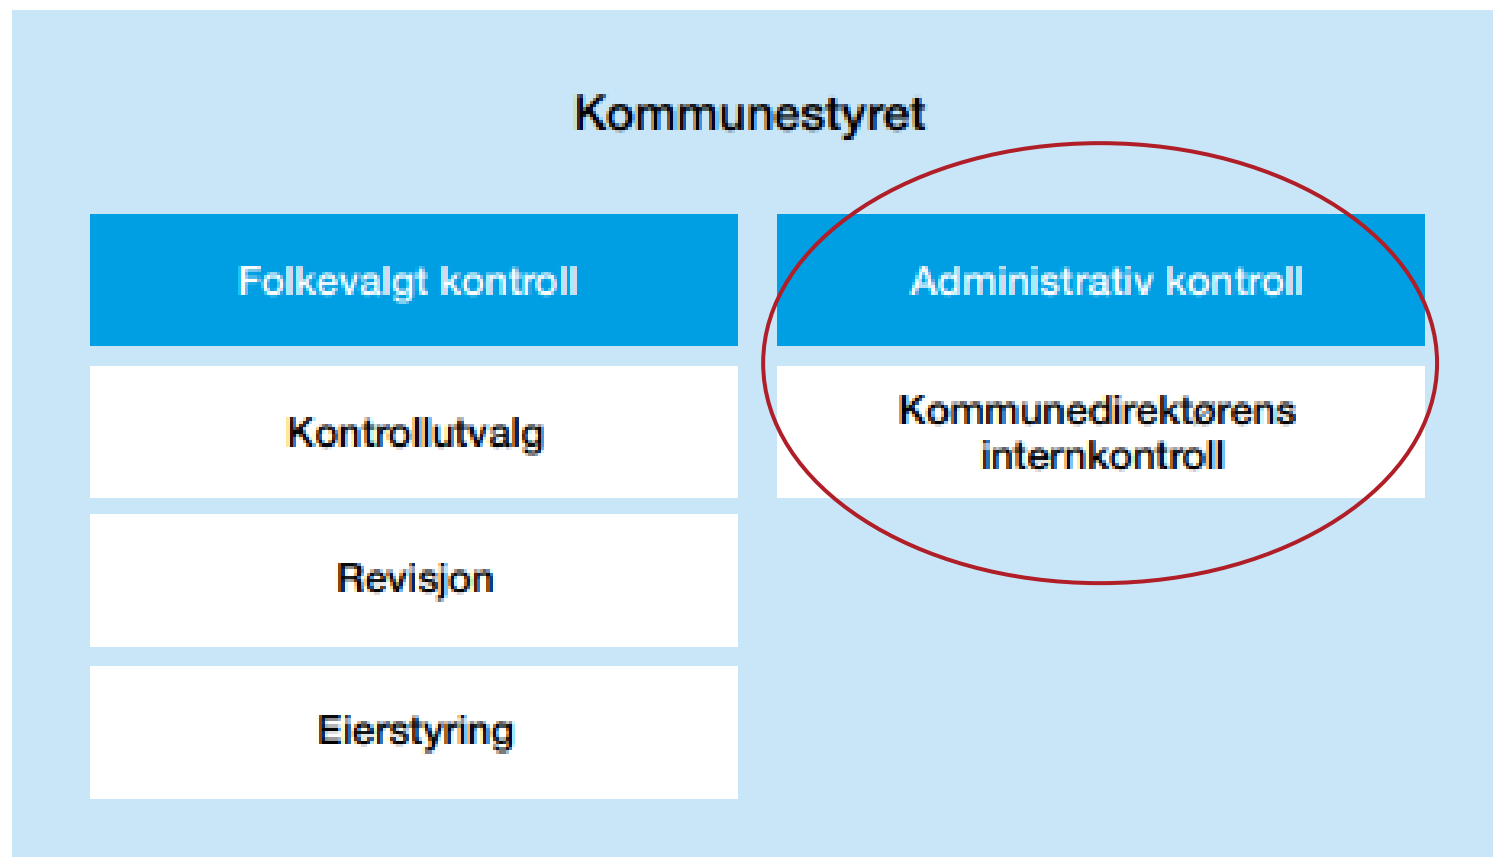 Kommunestyret
Folkevalgt kontroll
Kontrollutvalg
Revisjon
Eierstyring
Administrativ kontroll
Kommunedirektørens
internkontroll